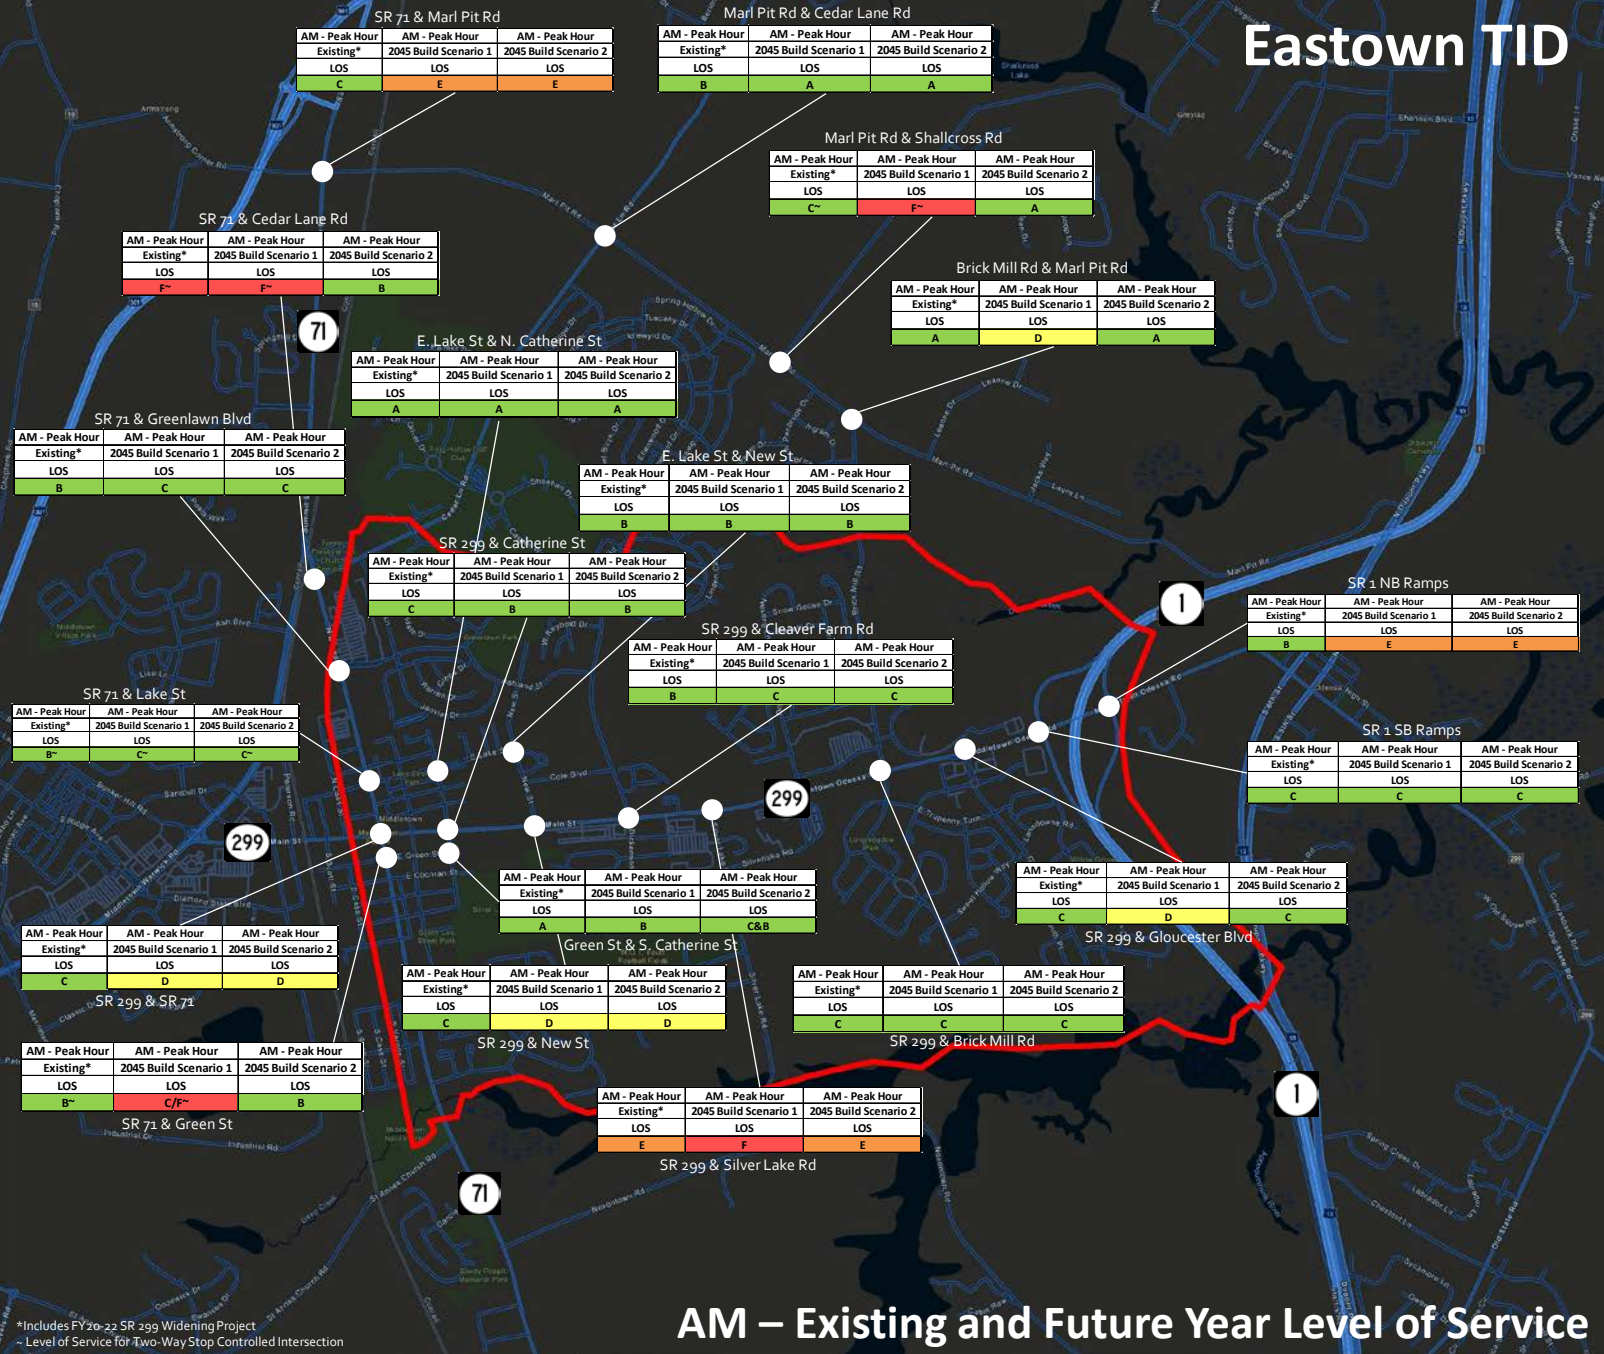 Eastown TID
SR 71 & Marl Pit Rd
AM - Peak Hour AM - Peak Hour AM - Peak Hour
Existing* 2045 Build Scenario 1 2045 Build Scenario 2
LOS LOS LOS
C E E
Marl Pit Rd & Cedar Lane Rd
AM - Peak Hour AM - Peak Hour AM - Peak Hour
Existing* 2045 Build Scenario 1 2045 Build Scenario 2
LOS LOS LOS
B A A
Marl Pit Rd & Shallcross Rd
AM - Peak Hour AM - Peak Hour AM - Peak Hour
Existing* 2045 Build Scenario 1 2045 Build Scenario 2
LOS LOS LOS
C~ F~ A
SR 71 & Cedar Lane Rd
AM - Peak Hour AM - Peak Hour AM - Peak Hour
Existing* 2045 Build Scenario 1 2045 Build Scenario 2
LOS LOS LOS
F~ F~ B
Brick Mill Rd & Marl Pit Rd
AM - Peak Hour AM - Peak Hour AM - Peak Hour
Existing* 2045 Build Scenario 1 2045 Build Scenario 2
LOS LOS LOS
A D A
71
E. Lake St & N. Catherine St
AM - Peak Hour AM - Peak Hour AM - Peak Hour
Existing* 2045 Build Scenario 1 2045 Build Scenario 2
LOS LOS LOS
A A A
SR 71 & Greenlawn Blvd
AM - Peak Hour AM - Peak Hour AM - Peak Hour
Existing* 2045 Build Scenario 1 2045 Build Scenario 2
LOS LOS LOS
B C C
E. Lake St & New St
AM - Peak Hour AM - Peak Hour AM - Peak Hour
Existing* 2045 Build Scenario 1 2045 Build Scenario 2
LOS LOS LOS
B B B
SR 299 & Catherine St
AM - Peak Hour AM - Peak Hour AM - Peak Hour
Existing* 2045 Build Scenario 1 2045 Build Scenario 2
LOS LOS LOS
C B B
1
SR 1 NB Ramps
AM - Peak Hour AM - Peak Hour AM - Peak Hour
Existing* 2045 Build Scenario 1 2045 Build Scenario 2
LOS LOS LOS
B E E
SR 299 & Cleaver Farm Rd
AM - Peak Hour AM - Peak Hour AM - Peak Hour
Existing* 2045 Build Scenario 1 2045 Build Scenario 2
LOS LOS LOS
B C C
SR 71 & Lake St
AM - Peak Hour AM - Peak Hour AM - Peak Hour
Existing* 2045 Build Scenario 1 2045 Build Scenario 2
LOS LOS LOS
B~ C~ C~
SR 1 SB Ramps
AM - Peak Hour AM - Peak Hour AM - Peak Hour
Existing* 2045 Build Scenario 1 2045 Build Scenario 2
LOS LOS LOS
C C C
299
299
AM - Peak Hour AM - Peak Hour AM - Peak Hour
Existing* 2045 Build Scenario 1 2045 Build Scenario 2
LOS LOS LOS
C D C
SR 299 & Gloucester Blvd
AM - Peak Hour AM - Peak Hour AM - Peak Hour
Existing* 2045 Build Scenario 1 2045 Build Scenario 2
LOS LOS LOS
A B C&B
Green St & S. Catherine St
AM - Peak Hour AM - Peak Hour AM - Peak Hour
Existing* 2045 Build Scenario 1 2045 Build Scenario 2
LOS LOS LOS
C D D
SR 299 & SR 71
AM - Peak Hour AM - Peak Hour AM - Peak Hour
Existing* 2045 Build Scenario 1 2045 Build Scenario 2
LOS LOS LOS
C D D
SR 299 & New St
AM - Peak Hour AM - Peak Hour AM - Peak Hour
Existing* 2045 Build Scenario 1 2045 Build Scenario 2
LOS LOS LOS
C C C
SR 299 & Brick Mill Rd
AM - Peak Hour AM - Peak Hour AM - Peak Hour
Existing* 2045 Build Scenario 1 2045 Build Scenario 2
LOS LOS LOS
B~ C/F~ B
SR 71 & Green St
AM - Peak Hour AM - Peak Hour AM - Peak Hour
Existing* 2045 Build Scenario 1 2045 Build Scenario 2
LOS LOS LOS
E F E
SR 299 & Silver Lake Rd
1
71
*Includes FY20-22 SR 299 Widening Project
~ Level of Service for Two-Way Stop Controlled Intersection
AM – Existing and Future Year Level of Service